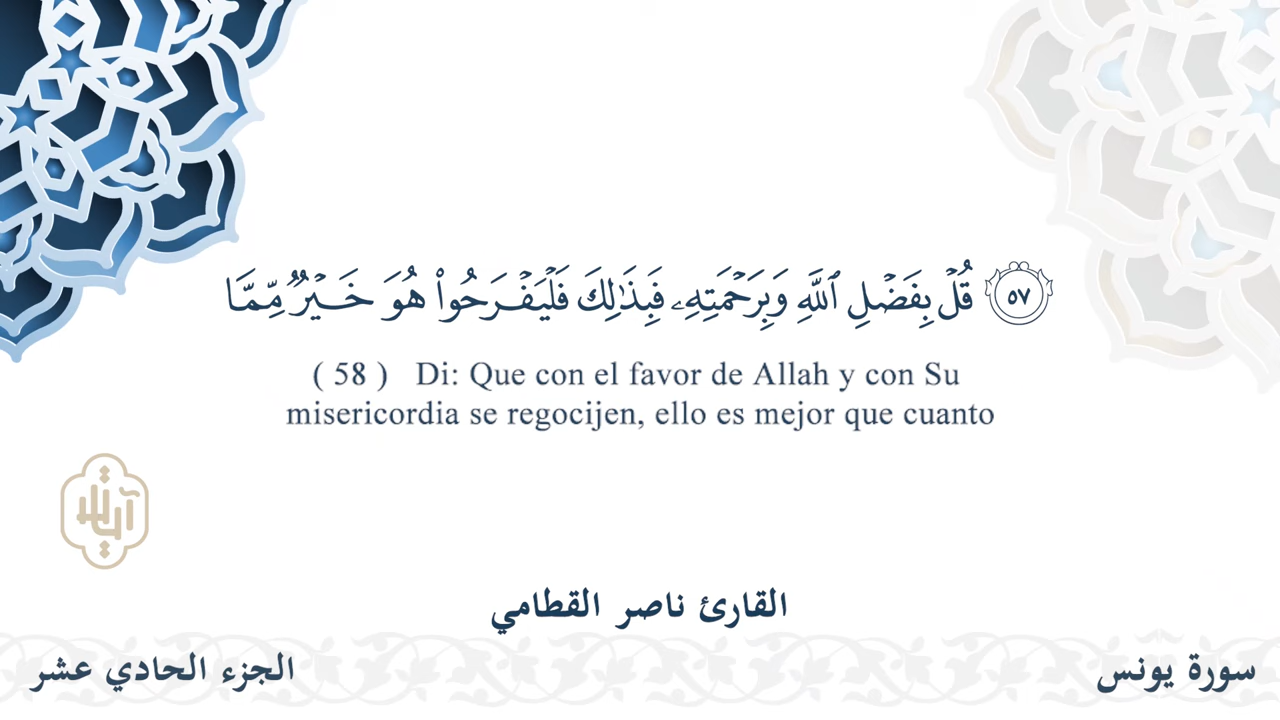 ٥٧ قُلْ بِفَضْلِ ٱللَّهِ وَبِرَحْمَتِهِۦ فَبِذَٰلِكَ فَلْيَفْرَحُوا۟ هُوَ خَيْرٌ مِّمَّا
( 58 ) Di: Que con el favor de Allah y con Su
misericordia se regocijen, ello es mejor que cuanto
القارئ ناصر القطامي
سورة يونس
الجزء الحادي عشر